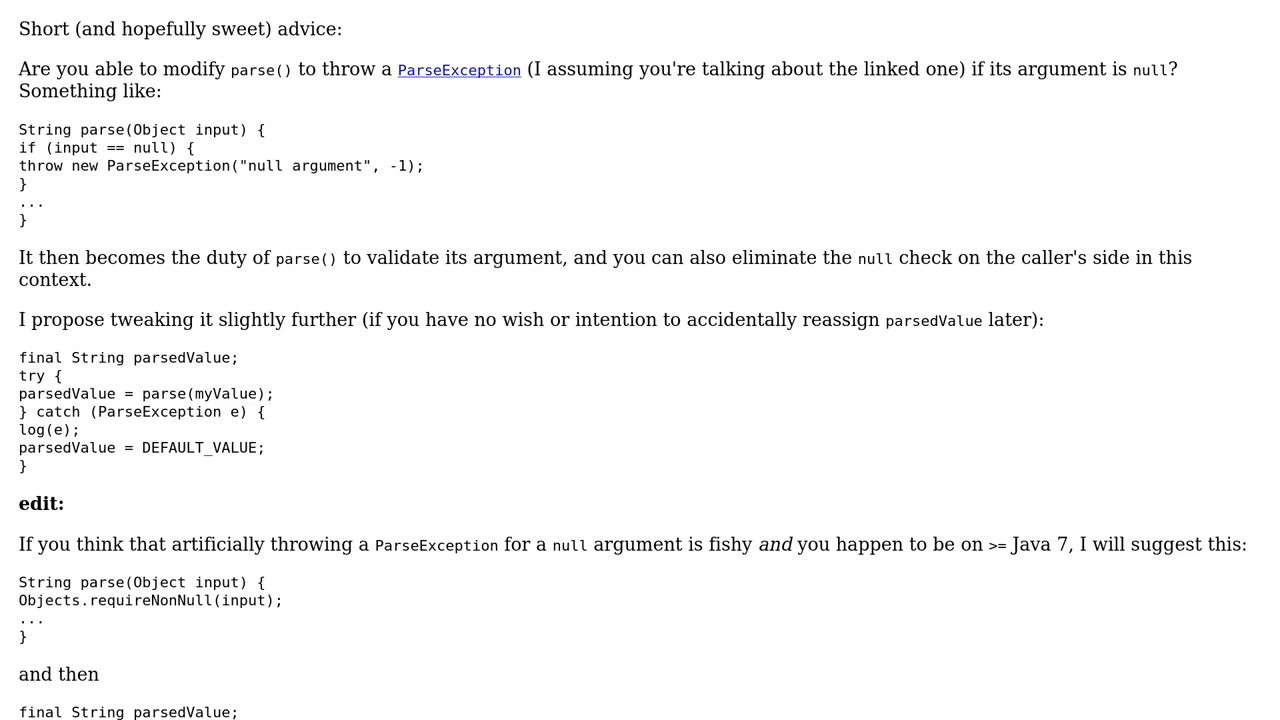 Short (and hopefully sweet) advice:
Are you able to modify parse() to throw a ParseException (I assuming you're talking about the linked one) if its argument is null?
Something like:
String parse(Object input) {
if (input == null) {
throw new ParseException("null argument", -1);
}
...
}
It then becomes the duty of parse() to validate its argument, and you can also eliminate the null check on the caller's side in this
context.
I propose tweaking it slightly further (if you have no wish or intention to accidentally reassign parsedValue later):
final String parsedValue;
try {
parsedValue = parse(myValue);
} catch (ParseException e) {
log(e);
parsedValue = DEFAULT_VALUE;
}
edit:
If you think that artificially throwing a ParseException for a null argument is fishy and you happen to be on >= Java 7, I will suggest this:
String parse(Object input) {
Objects.requireNonNull(input);
...
}
and then
final String parsedValue;